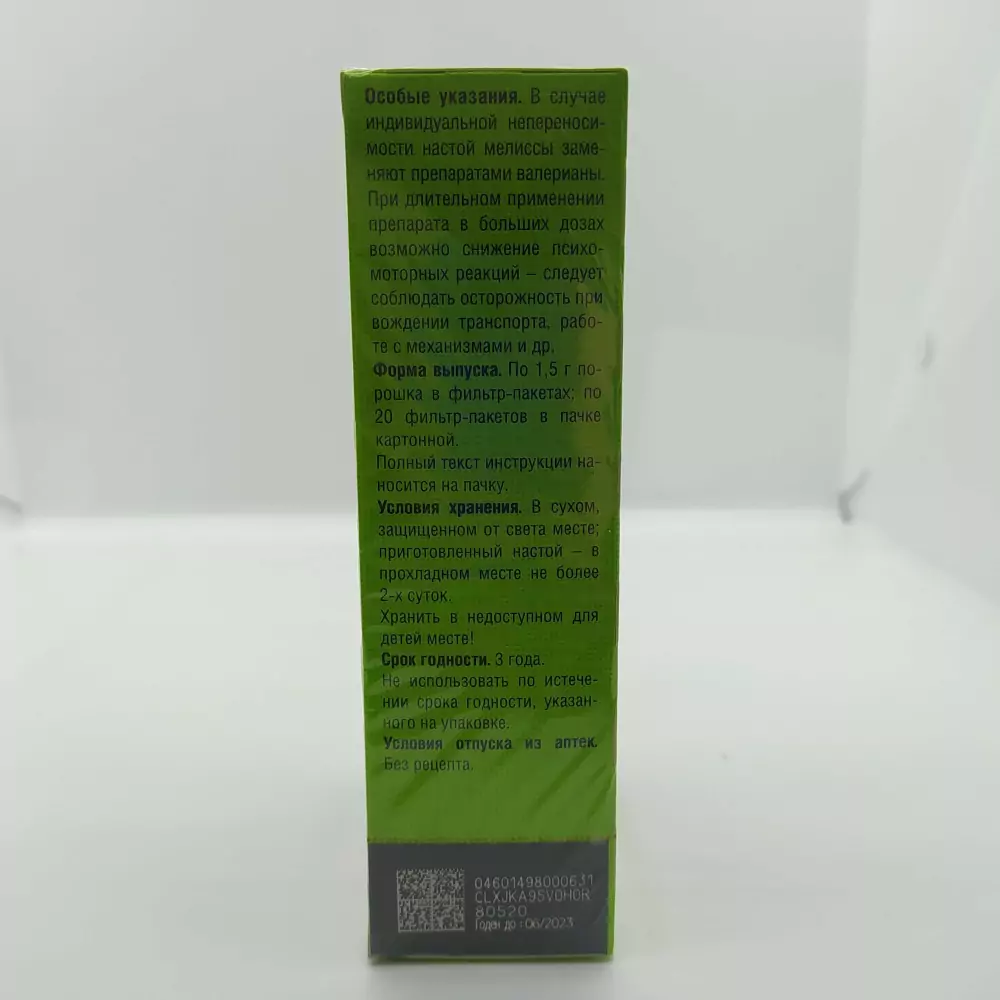 Особые указания. В случае
индивидуальной непереноси-
мости настой мелиссы заме-
няют препаратами валерианы.
При длительном применении
препарата в больших дозах
возможно снижение психо-
моторных реакций – следует
соблюдать осторожность при
вождении транспорта, рабо-
те с механизмами и др.
Форма выпуска. По 1,5 г по-
рошка в фильтр-пакетах; по
20 фильтр-пакетов в пачке
картонной.
Полный текст инструкции на-
носится на пачку.
Условия хранения. В сухом,
защищенном от света месте;
приготовленный настой – в
прохладном месте не более
2-х суток.
Хранить в недоступном для
детей месте!
Срок годности. 3 года.
Не использовать по истече-
нии срока годности, указан-
ного на упаковке.
Условия отпуска из аптек.
Без рецепта.
04601498000631
CLXJKA9SV0H0R
80520
Годен до : 06/2023